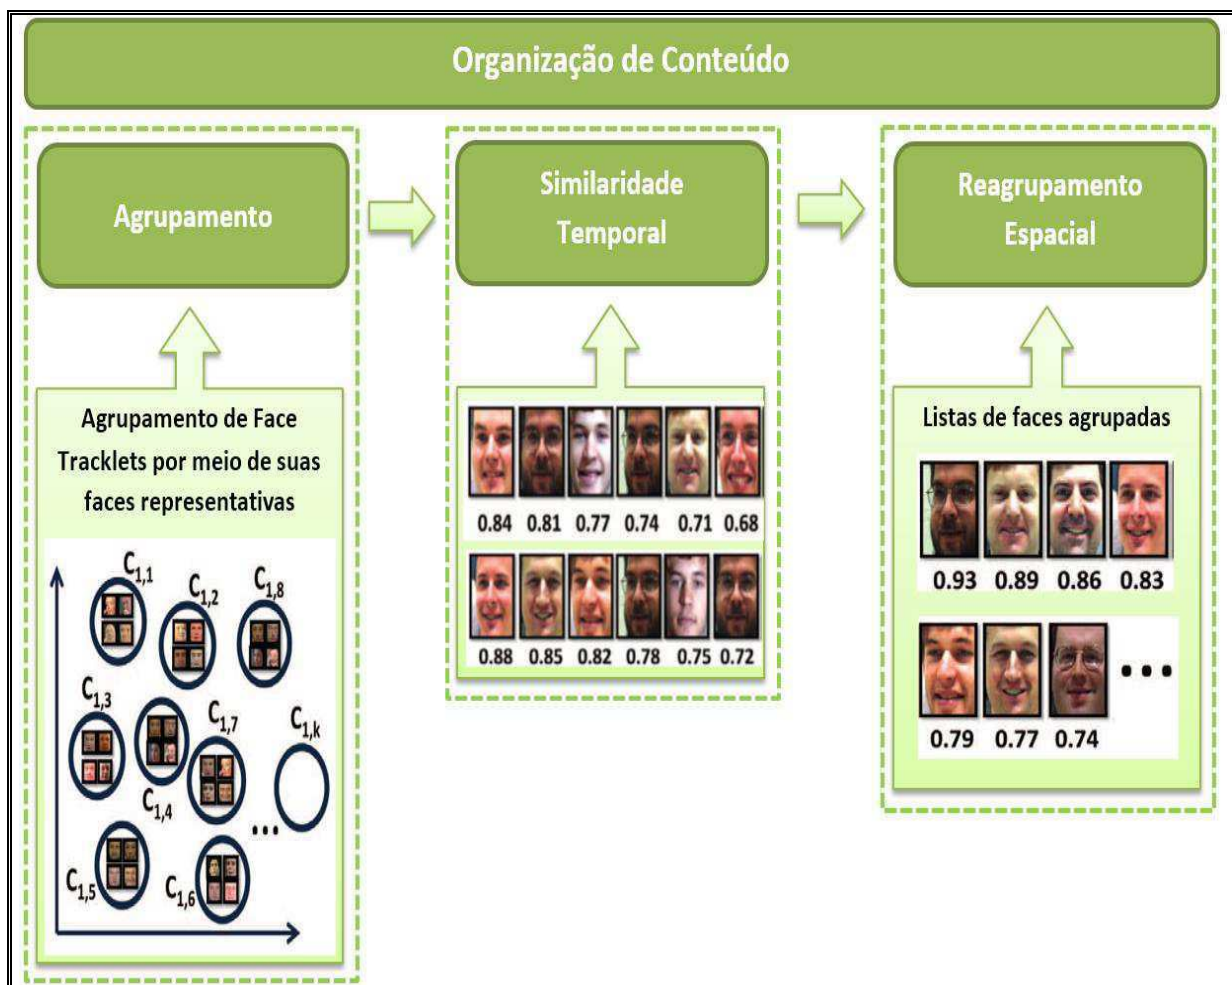 Organização de Conteúdo
Agrupamento
Similaridade
Temporal
Reagrupamento
Espacial
Agrupamento de Face
Tracklets por meio de suas
faces representativas
C1,1
C1,2
C1,8
C1,3
C1,7
C1,k
C1,4
...
C1,5
C1,6
0.84 0.81 0.77 0.74 0.71 0.68
0.88 0.85 0.82 0.78 0.75 0.72
Listas de faces agrupadas
0.93 0.89 0.86 0.83
...
0.79 0.77 0.74